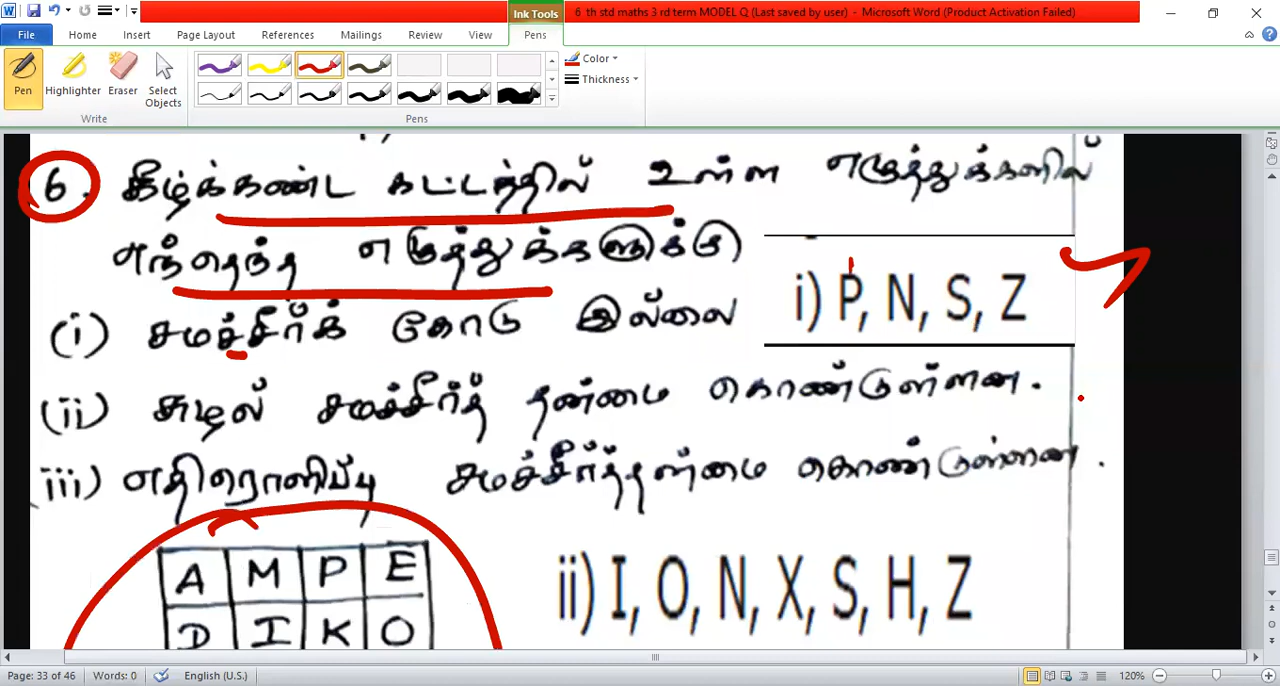 Ink Tools
6 th std maths 3 rd term MODEL Q (Last saved by user) - Microsoft Word (Product Activation Failed)
File Home Insert Page Layout References Mailings Review View Pens
Pen Highlighter Eraser Select Objects
Color
Thickness
Write
Pens
6. கீழ்க்கண்ட கட்டத்தில் உள்ள எழுத்துக்களில்
எந்தெந்த எழுத்துக்களுக்கு
(i) சமச்சீர்க் கோடு இல்லை
i) P, N, S, Z
(ii) சுழல் சமச்சீர்த் தன்மை கொண்டுள்ளன.
iii) எதிரொளிப்பு சமச்சீர்த்தன்மை கொண்டுள்ளன.
A M P E
D I K O
ii) I, O, N, X, S, H, Z
Page: 33 of 46 Words: 0 English (U.S.) 120%